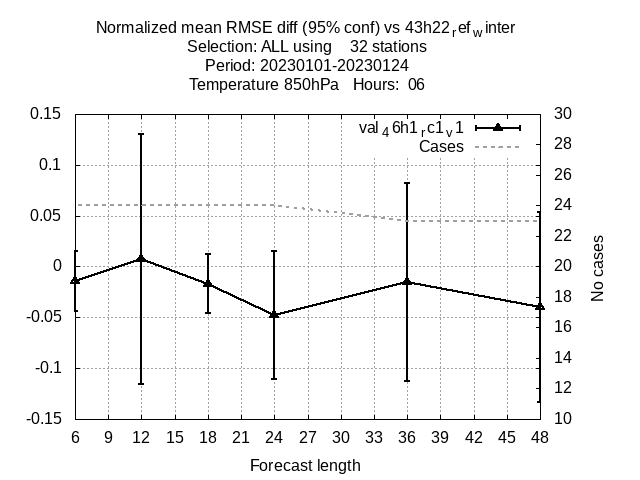 Normalized mean RMSE diff (95% conf) vs 43h22refwinter
Selection: ALL using 32 stations
Period: 20230101-20230124
Temperature 850hPa Hours: 06
val46h1rc1v1
Cases
0.15
0.1
0.05
0
-0.05
-0.1
-0.15
30
28
26
24
22
20
18
16
14
12
10
No cases
6 9 12 15 18 21 24 27 30 33 36 39 42 45 48
Forecast length